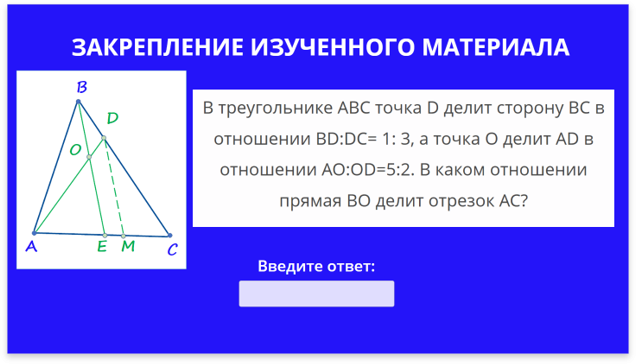 ЗАКРЕПЛЕНИЕ ИЗУЧЕННОГО МАТЕРИАЛА
B
D
O
A
E
M
C
В треугольнике ABC точка D делит сторону BC в
отношении BD:DC= 1: 3, а точка O делит AD в
отношении AO:OD=5:2. В каком отношении
прямая BO делит отрезок AC?
Введите ответ: